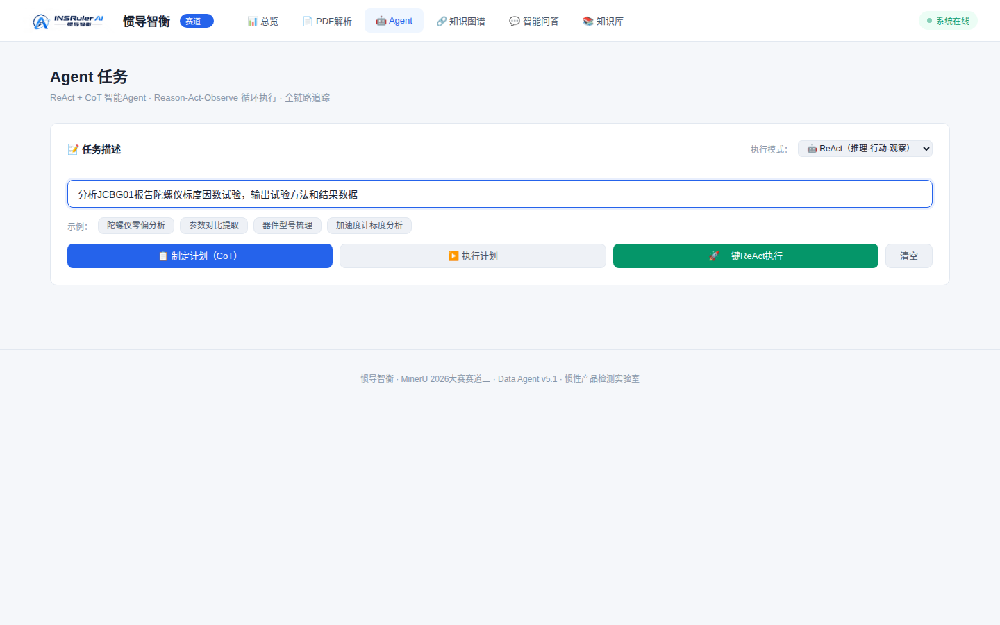 INSRuler AI
惯导智衡
惯导智衡
赛道二
📊 总览
📄 PDF解析
🤖 Agent
🔗 知识图谱
💬 智能问答
📚 知识库
系统在线
Agent 任务
ReAct + CoT 智能Agent · Reason-Act-Observe 循环执行 · 全链路追踪
📝 任务描述
执行模式：
🤖 ReAct（推理-行动-观察）
分析JCBG01报告陀螺仪标度因数试验，输出试验方法和结果数据
示例：
陀螺仪零偏分析
参数对比提取
器件型号梳理
加速度计标度分析
📋 制定计划（CoT）
▶️ 执行计划
🚀 一键ReAct执行
清空
惯导智衡 · MinerU 2026大赛赛道二 · Data Agent v5.1 · 惯性产品检测实验室